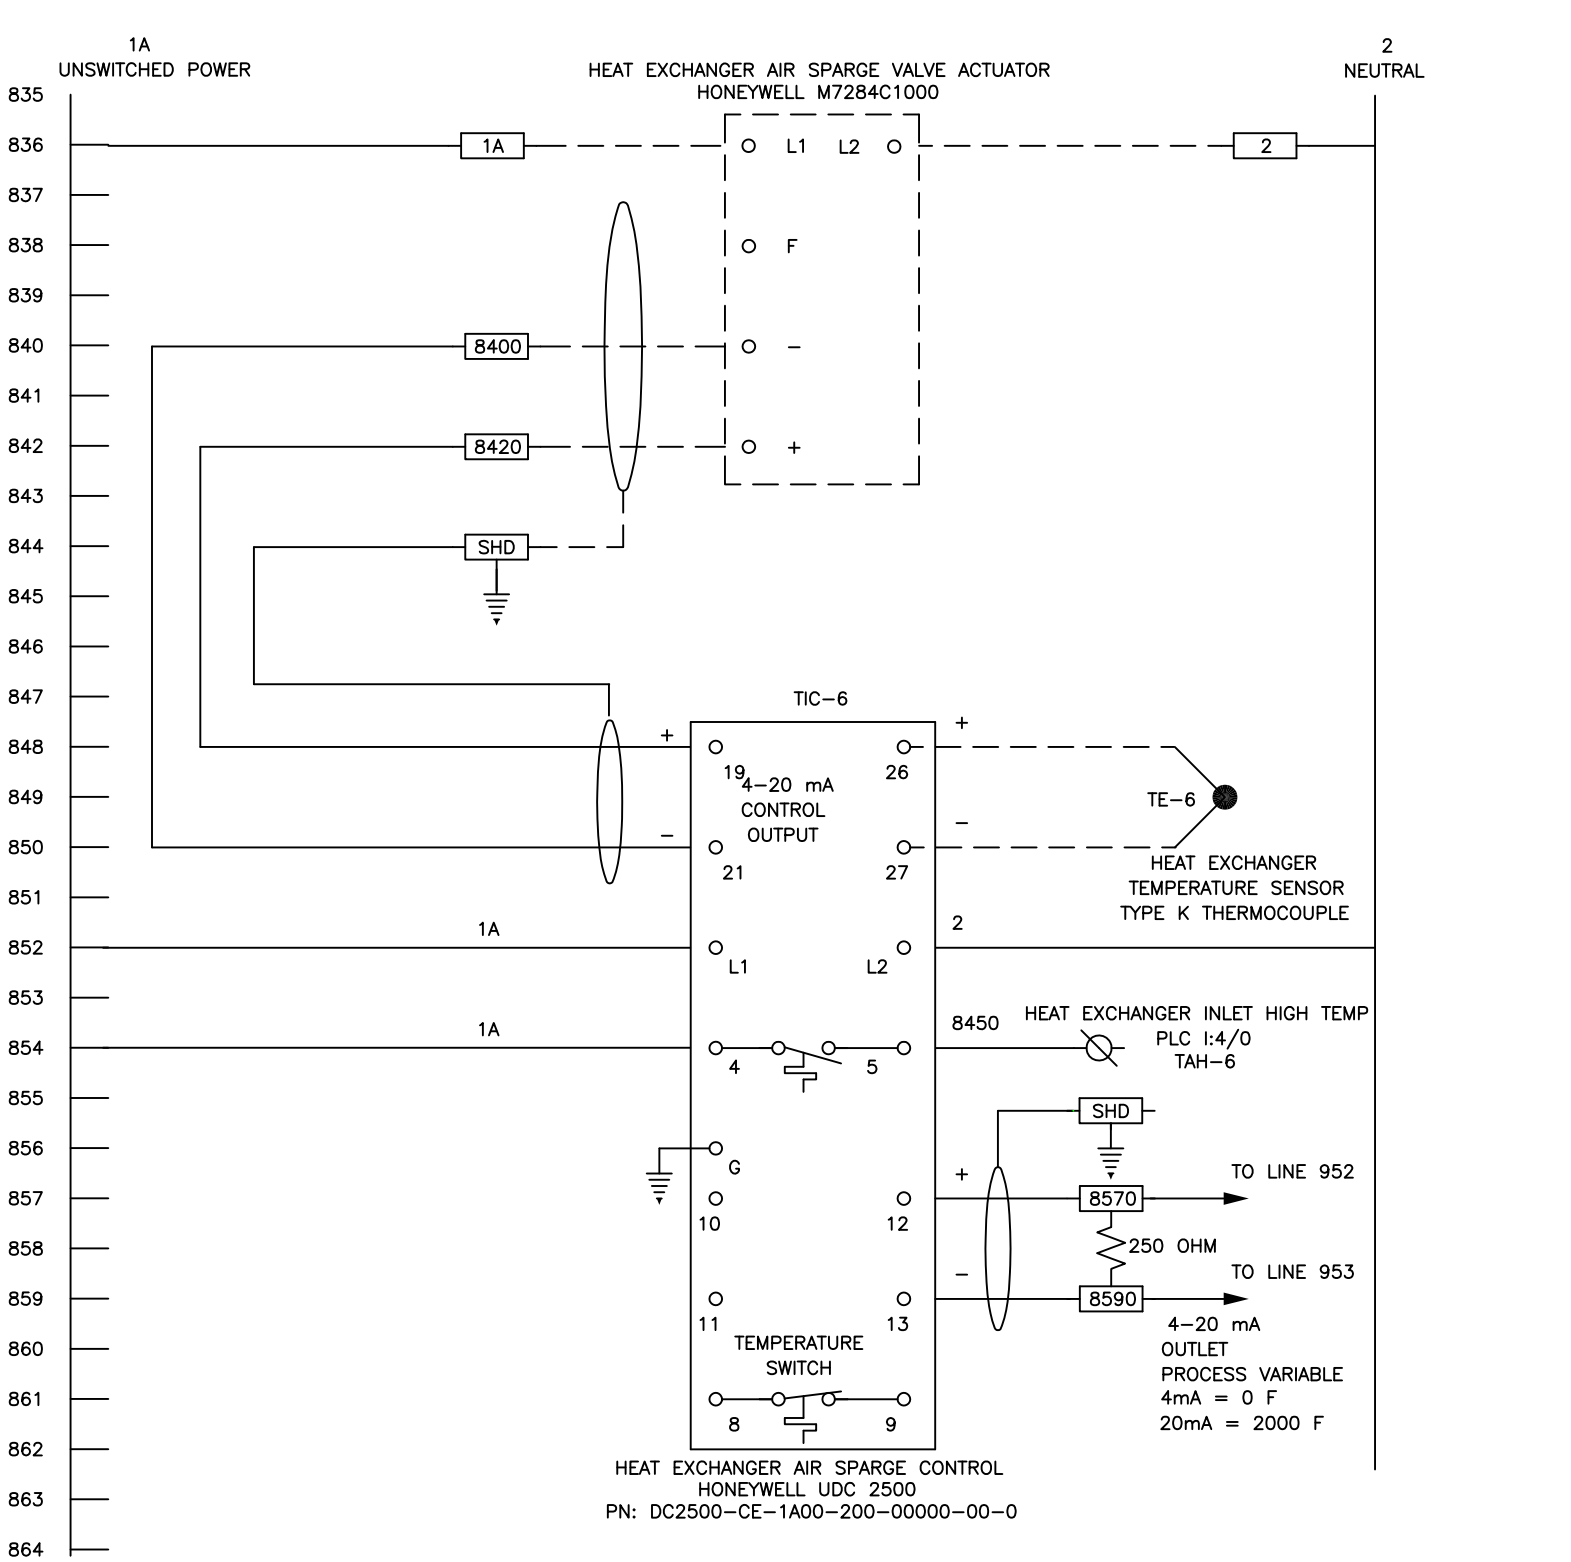 1A
UNSWITCHED POWER
HEAT EXCHANGER AIR SPARGE VALVE ACTUATOR
HONEYWELL M7284C1000
2
NEUTRAL
835
836
1A
L1 L2
2
837
838
F
839
840
8400
−
841
842
8420
+
843
844
SHD
845
846
847
TIC−6
848
+
19
26
+
849
4−20 mA
CONTROL
OUTPUT
TE−6
850
−
21
27
−
HEAT EXCHANGER
TEMPERATURE SENSOR
TYPE K THERMOCOUPLE
851
852
1A
L1
L2
2
853
854
1A
4
5
8450
HEAT EXCHANGER INLET HIGH TEMP
PLC I:4/0
TAH−6
855
SHD
856
G
857
10
12
+
8570
TO LINE 952
858
250 OHM
859
11
13
−
8590
TO LINE 953
4−20 mA
OUTLET
PROCESS VARIABLE
4mA = 0 F
20mA = 2000 F
860
TEMPERATURE
SWITCH
861
8
9
862
HEAT EXCHANGER AIR SPARGE CONTROL
HONEYWELL UDC 2500
PN: DC2500−CE−1A00−200−00000−00−0
863
864